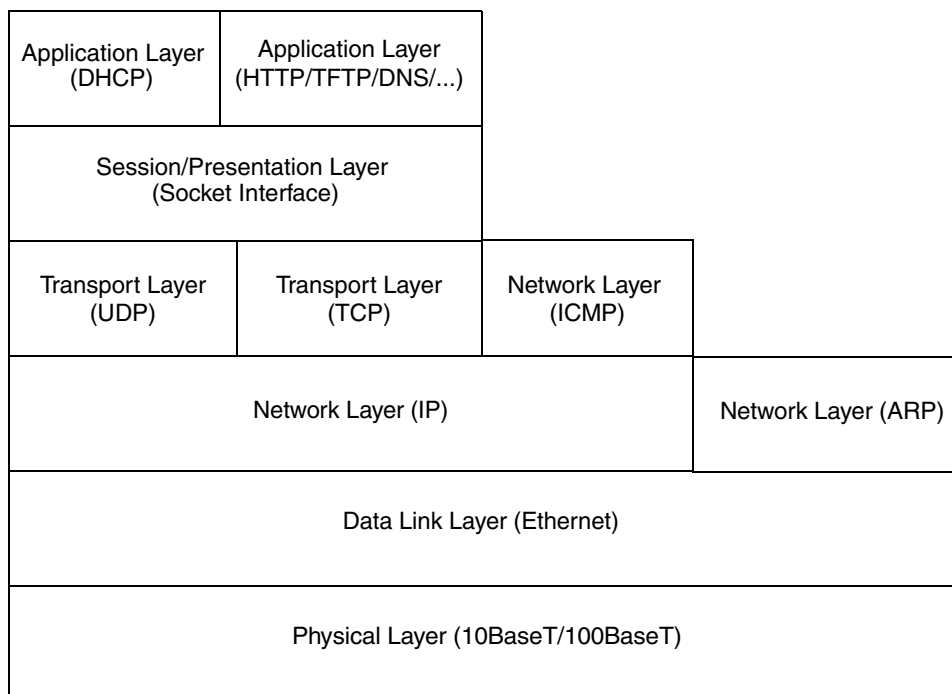 Application Layer
(DHCP)
Application Layer
(HTTP/TFTP/DNS/...)
Session/Presentation Layer
(Socket Interface)
Transport Layer
(UDP)
Transport Layer
(TCP)
Network Layer
(ICMP)
Network Layer (IP)
Network Layer (ARP)
Data Link Layer (Ethernet)
Physical Layer (10BaseT/100BaseT)